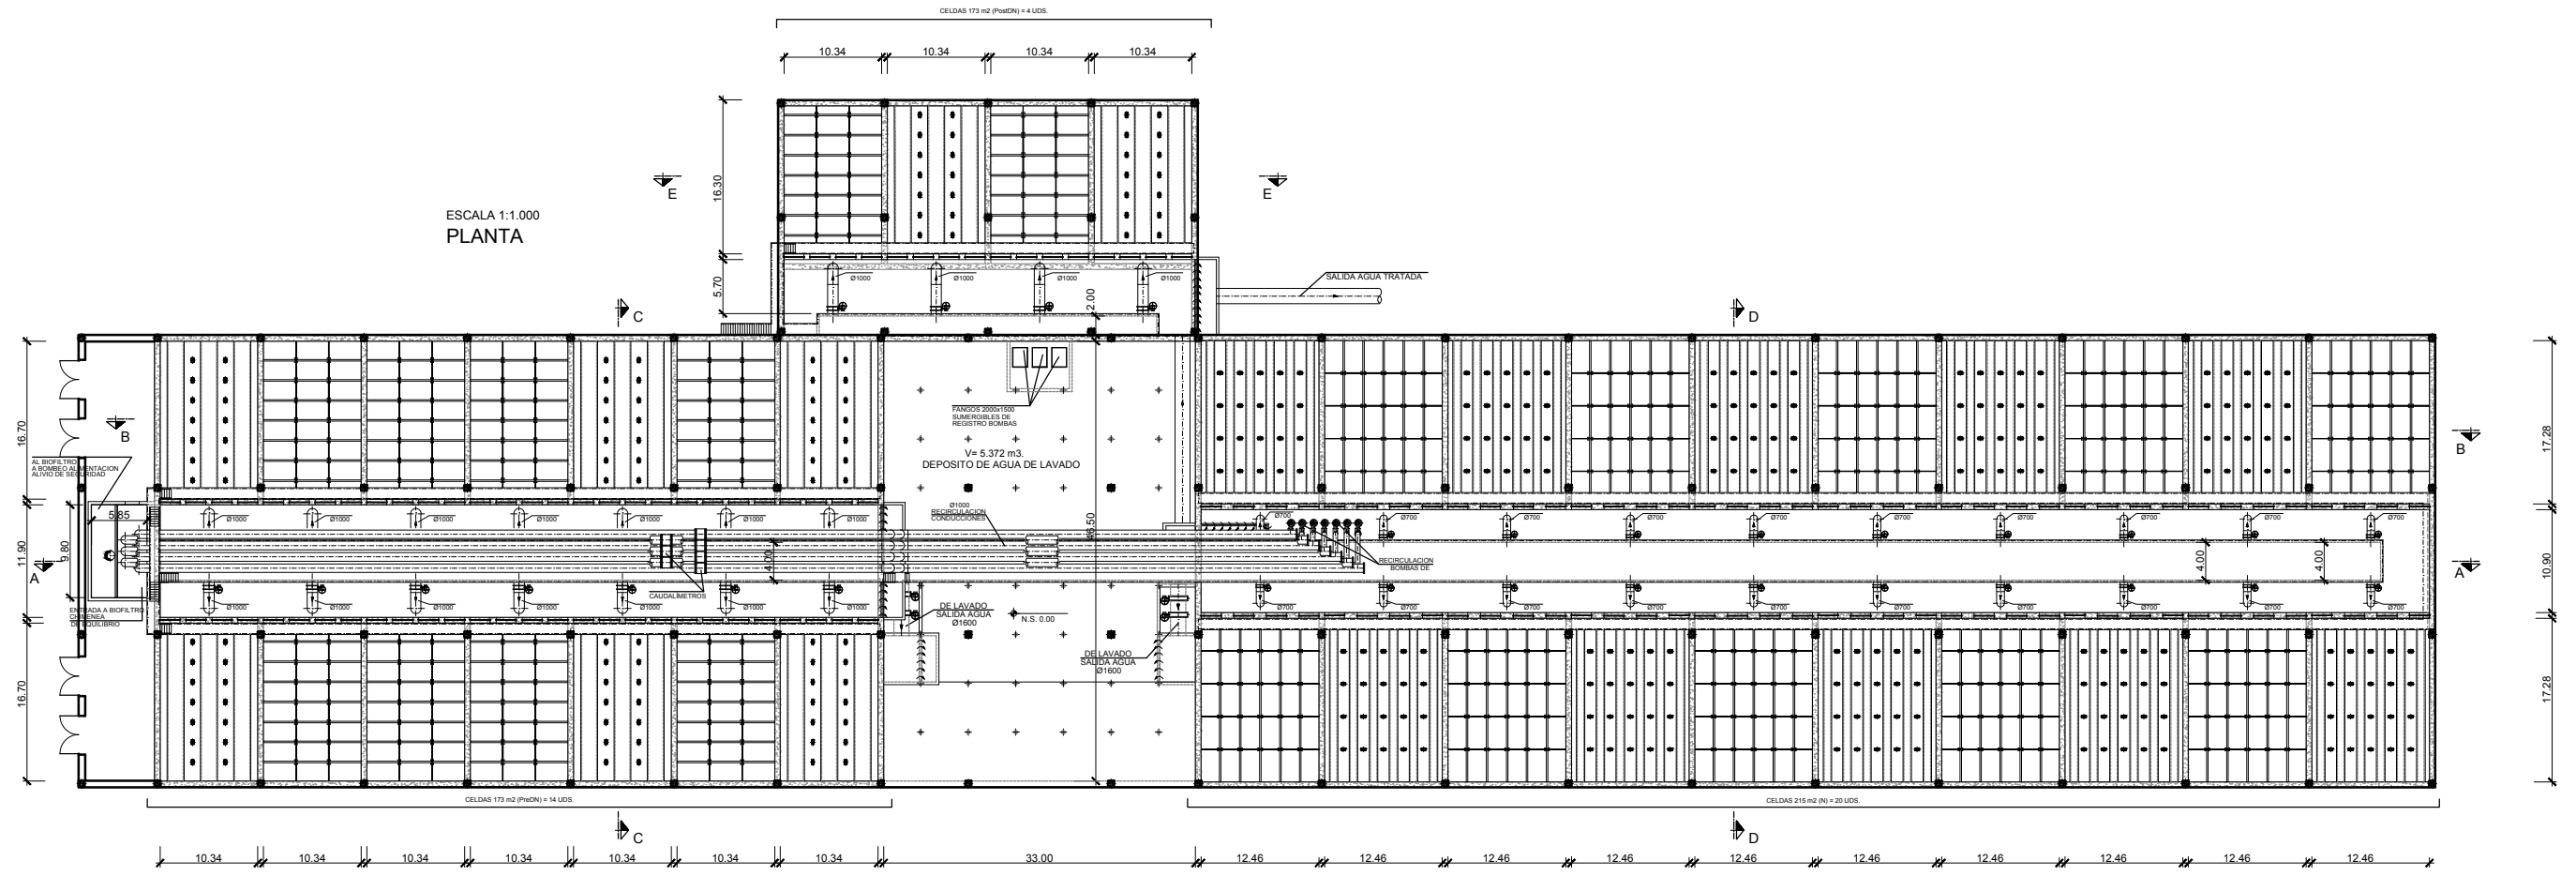 CELDAS 173 m2 (PostDN) = 4 UDS.
10.34
10.34
10.34
10.34
16.30
5.70
E
E
ESCALA 1:1.000
PLANTA
Ø1000
Ø1000
Ø1000
Ø1000
2.00
SALIDA AGUA TRATADA
C
D
16.70
11.90
16.70
9.80
5.85
B
A
AL BIOFILTRO
A BOMBEO ALIMENTACION
ALIVIO DE SEGURIDAD
ENTRADA A BIOFILTRO
CHIMENEA
DE EQUILIBRIO
FANGOS 2000x1500
SUMERGIBLES DE
REGISTRO BOMBAS
V= 5.372 m3.
DEPOSITO DE AGUA DE LAVADO
Ø1000
RECIRCULACION
CONDUCCIONES
46.50
Ø1000
Ø1000
Ø1000
Ø1000
Ø1000
Ø1000
Ø1000
4.00
CAUDALÍMETROS
Ø1000
Ø1000
Ø1000
Ø1000
Ø1000
Ø1000
Ø1000
DE LAVADO
SALIDA AGUA
Ø1600
N.S. 0.00
DE LAVADO
SALIDA AGUA
Ø1600
Ø700
Ø700
Ø700
Ø700
Ø700
Ø700
Ø700
Ø700
Ø700
Ø700
RECIRCULACION
BOMBAS DE
4.00
4.00
Ø700
Ø700
Ø700
Ø700
Ø700
Ø700
Ø700
Ø700
Ø700
Ø700
B
A
17.28
10.90
17.28
CELDAS 173 m2 (PreDN) = 14 UDS.
CELDAS 215 m2 (N) = 20 UDS.
C
D
10.34
10.34
10.34
10.34
10.34
10.34
10.34
33.00
12.46
12.46
12.46
12.46
12.46
12.46
12.46
12.46
12.46
12.46